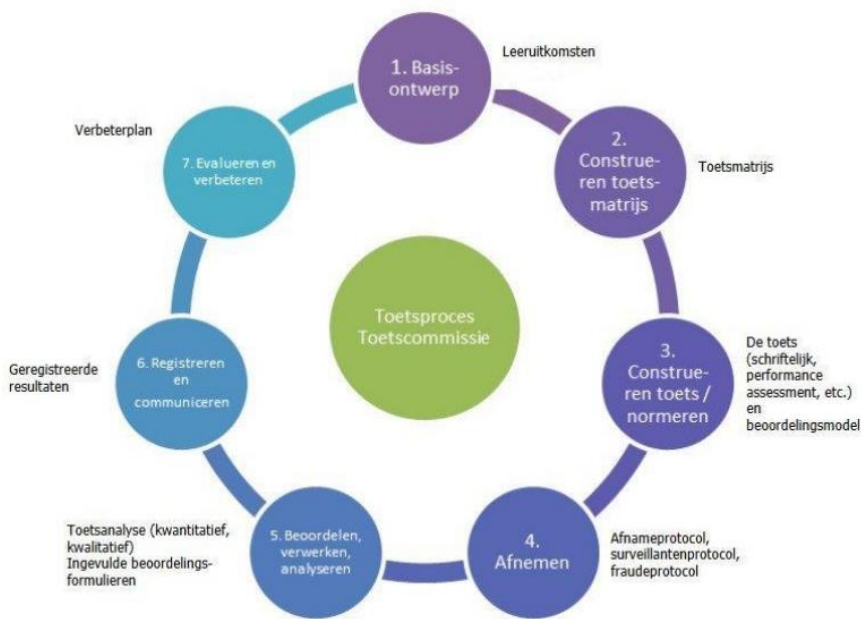 1. Basis-
ontwerp
Leeruitkomsten
2.
Construe-
ren toets-
matrijs
Toetsmatrijs
3.
Construe-
ren toets /
normeren
De toets
(schriftelijk,
performance
assessment, etc.)
en
beoordelingsmodel
4.
Afnemen
Afnameprotocol,
surveillantenprotocol,
fraudeprotocol
5. Beoordelen,
verwerken,
analyseren
Toetsanalyse (kwantitatief,
kwalitatief)
Ingevulde beoordelings-
formulieren
6. Registreren
en
communiceren
Geregistreerde
resultaten
7. Evalueren en
verbeteren
Verbeterplan
Toetsproces
Toetscommissie